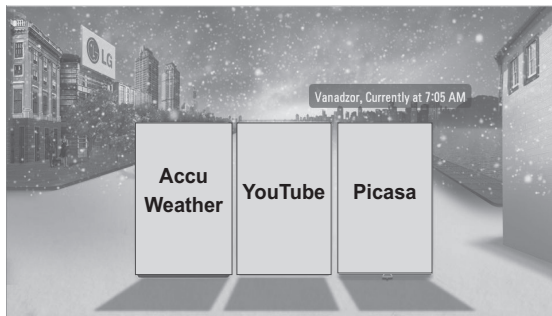 LG
Vanadzor, Currently at 7:05 AM
Accu
Weather
YouTube
Picasa